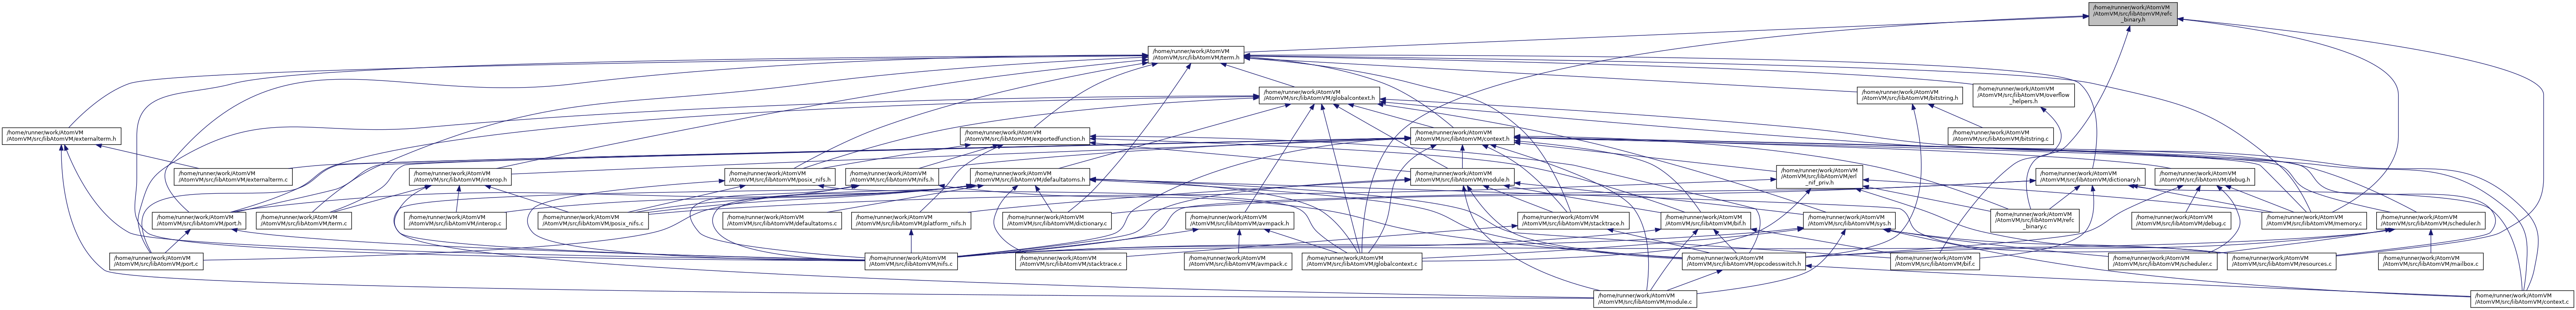 /home/runner/work/AtomVM
/AtomVM/src/libAtomVM/refc
_binary.h
/home/runner/work/AtomVM
/AtomVM/src/libAtomVM/term.h
/home/runner/work/AtomVM
/AtomVM/src/libAtomVM/globalcontext.h
/home/runner/work/AtomVM
/AtomVM/src/libAtomVM/bitstring.h
/home/runner/work/AtomVM
/AtomVM/src/libAtomVM/overflow
_helpers.h
/home/runner/work/AtomVM
/AtomVM/src/libAtomVM/externalterm.h
/home/runner/work/AtomVM
/AtomVM/src/libAtomVM/exportedfunction.h
/home/runner/work/AtomVM
/AtomVM/src/libAtomVM/context.h
/home/runner/work/AtomVM
/AtomVM/src/libAtomVM/bitstring.c
/home/runner/work/AtomVM
/AtomVM/src/libAtomVM/externalterm.c
/home/runner/work/AtomVM
/AtomVM/src/libAtomVM/interop.h
/home/runner/work/AtomVM
/AtomVM/src/libAtomVM/posix_nifs.h
/home/runner/work/AtomVM
/AtomVM/src/libAtomVM/nifs.h
/home/runner/work/AtomVM
/AtomVM/src/libAtomVM/defaultatoms.h
/home/runner/work/AtomVM
/AtomVM/src/libAtomVM/module.h
/home/runner/work/AtomVM
/AtomVM/src/libAtomVM/erl
_nif_priv.h
/home/runner/work/AtomVM
/AtomVM/src/libAtomVM/dictionary.h
/home/runner/work/AtomVM
/AtomVM/src/libAtomVM/debug.h
/home/runner/work/AtomVM
/AtomVM/src/libAtomVM/port.h
/home/runner/work/AtomVM
/AtomVM/src/libAtomVM/term.c
/home/runner/work/AtomVM
/AtomVM/src/libAtomVM/interop.c
/home/runner/work/AtomVM
/AtomVM/src/libAtomVM/posix_nifs.c
/home/runner/work/AtomVM
/AtomVM/src/libAtomVM/defaultatoms.c
/home/runner/work/AtomVM
/AtomVM/src/libAtomVM/platform_nifs.h
/home/runner/work/AtomVM
/AtomVM/src/libAtomVM/dictionary.c
/home/runner/work/AtomVM
/AtomVM/src/libAtomVM/avmpack.h
/home/runner/work/AtomVM
/AtomVM/src/libAtomVM/stacktrace.h
/home/runner/work/AtomVM
/AtomVM/src/libAtomVM/bif.h
/home/runner/work/AtomVM
/AtomVM/src/libAtomVM/sys.h
/home/runner/work/AtomVM
/AtomVM/src/libAtomVM/refc
_binary.c
/home/runner/work/AtomVM
/AtomVM/src/libAtomVM/debug.c
/home/runner/work/AtomVM
/AtomVM/src/libAtomVM/memory.c
/home/runner/work/AtomVM
/AtomVM/src/libAtomVM/scheduler.h
/home/runner/work/AtomVM
/AtomVM/src/libAtomVM/port.c
/home/runner/work/AtomVM
/AtomVM/src/libAtomVM/nifs.c
/home/runner/work/AtomVM
/AtomVM/src/libAtomVM/stacktrace.c
/home/runner/work/AtomVM
/AtomVM/src/libAtomVM/avmpack.c
/home/runner/work/AtomVM
/AtomVM/src/libAtomVM/globalcontext.c
/home/runner/work/AtomVM
/AtomVM/src/libAtomVM/opcodesswitch.h
/home/runner/work/AtomVM
/AtomVM/src/libAtomVM/bif.c
/home/runner/work/AtomVM
/AtomVM/src/libAtomVM/scheduler.c
/home/runner/work/AtomVM
/AtomVM/src/libAtomVM/resources.c
/home/runner/work/AtomVM
/AtomVM/src/libAtomVM/mailbox.c
/home/runner/work/AtomVM
/AtomVM/src/libAtomVM/module.c
/home/runner/work/AtomVM
/AtomVM/src/libAtomVM/context.c